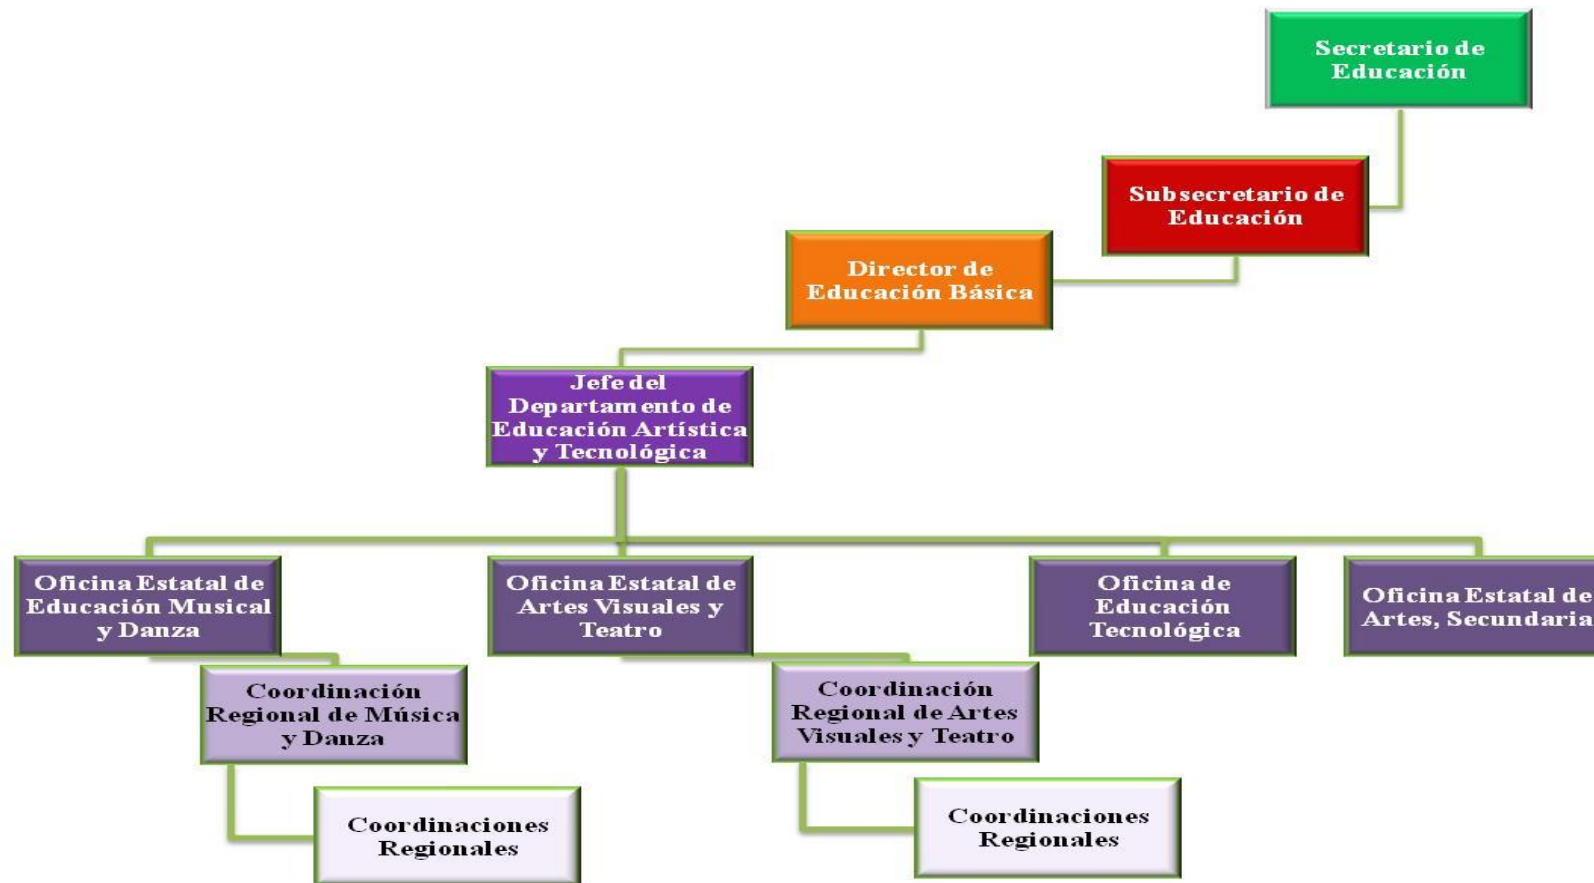 Secretario de
Educación
Subsecretario de
Educación
Director de
Educación Básica
Jefe del
Departamento de
Educación Artística
y Tecnológica
Oficina Estatal de
Educación Musical
y Danza
Oficina Estatal de
Artes Visuales y
Teatro
Oficina de
Educación
Tecnológica
Oficina Estatal de
Artes, Secundaria
Coordinación
Regional de Música
y Danza
Coordinación
Regional de Artes
Visuales y Teatro
Coordinaciones
Regionales
Coordinaciones
Regionales